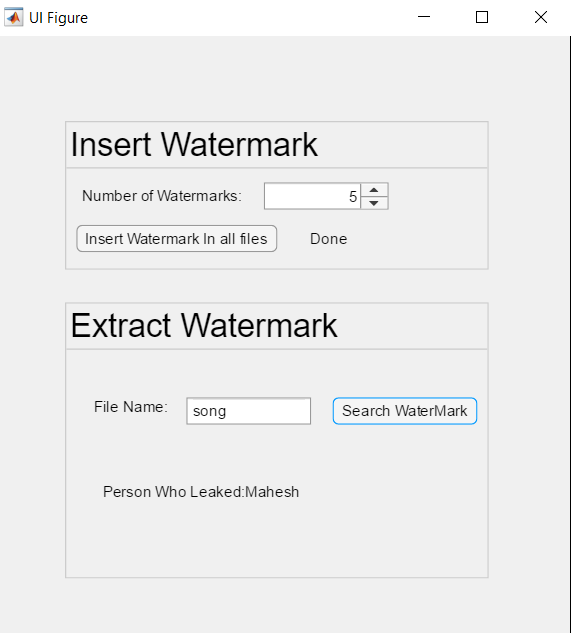 UI Figure
Insert Watermark
Number of Watermarks: 5
Insert Watermark In all files Done
Extract Watermark
File Name: song Search WaterMark
Person Who Leaked:Mahesh